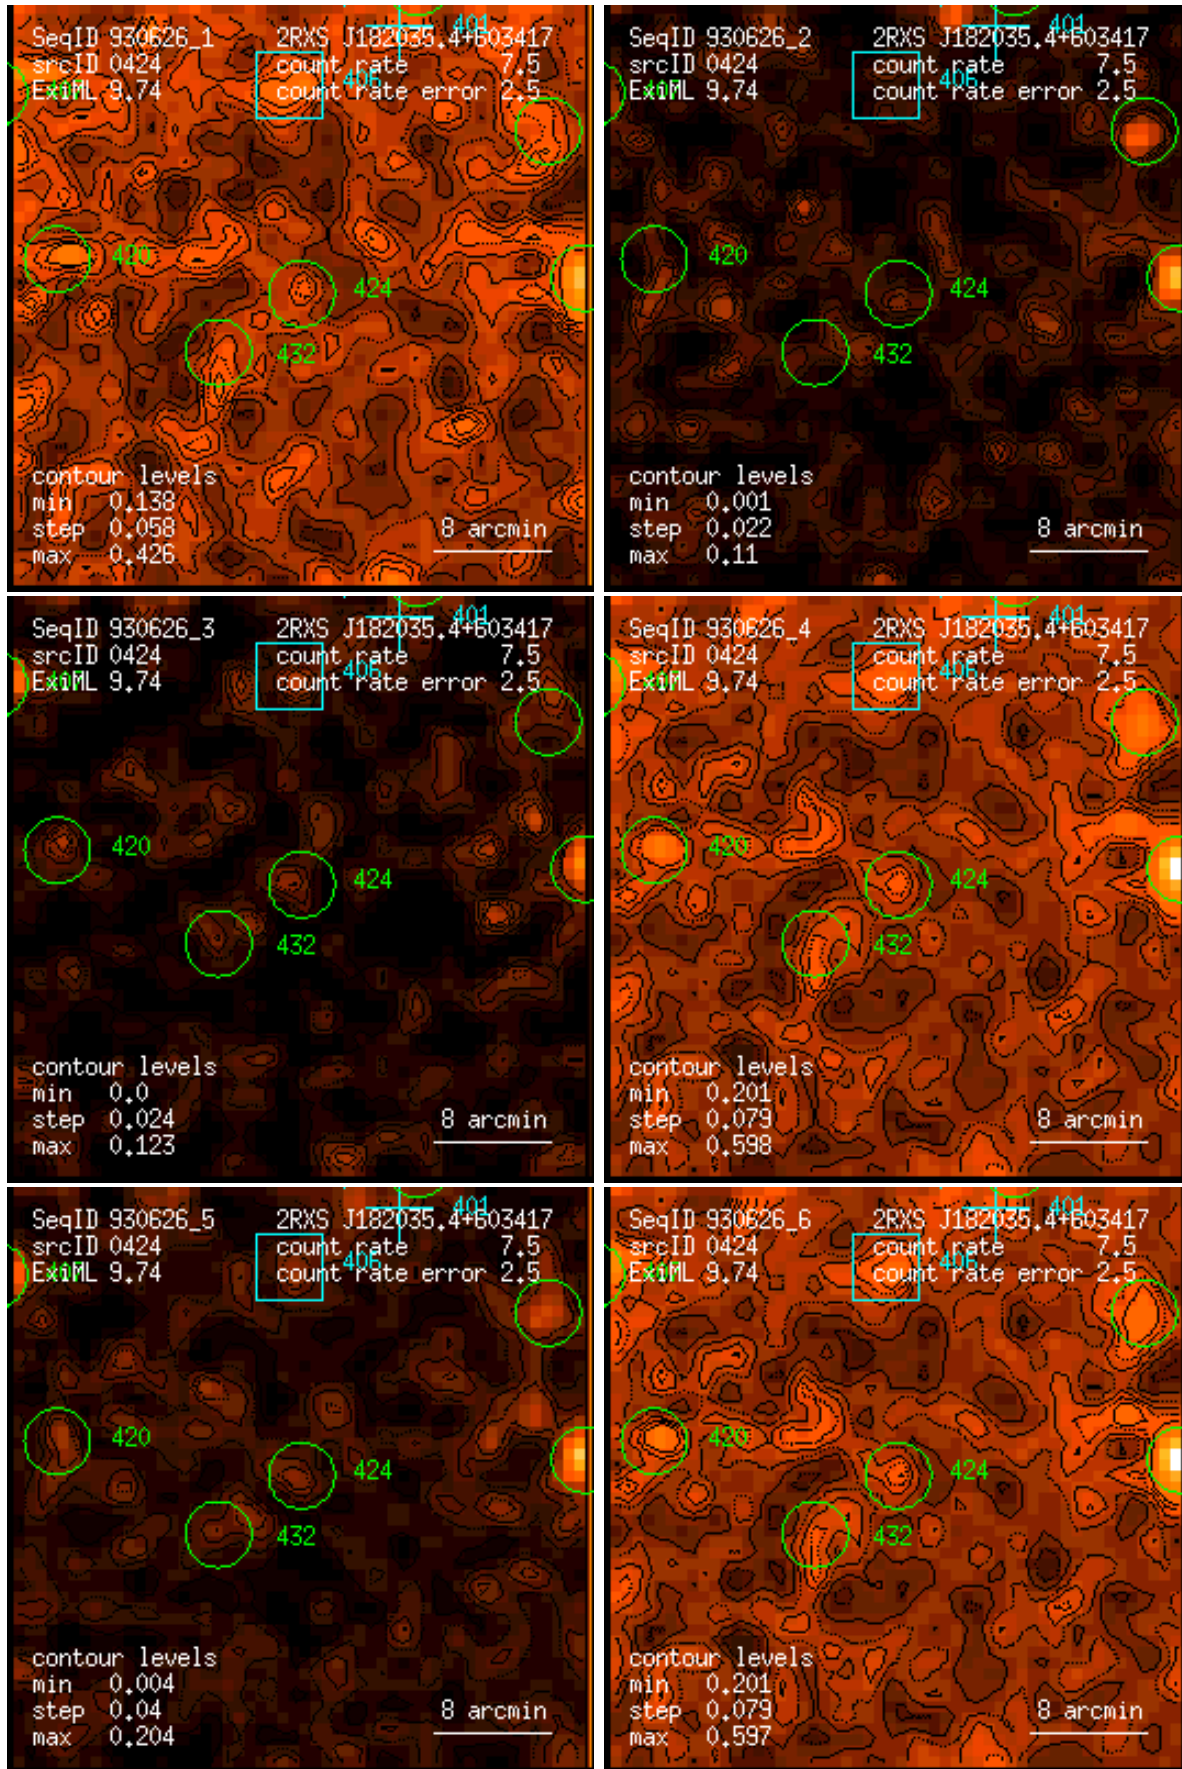 401
SeqID 930626_1 2RXS J182035.4+603417
srcID 0424 count rate 7.5
406
ExiML 9.74 count rate error 2.5
420
424
432
contour levels
min 0.138
step 0.058 8 arcmin
max 0.426
401
SeqID 930626_2 2RXS J182035.4+603417
srcID 0424 count rate 7.5
406
ExiML 9.74 count rate error 2.5
420
424
432
contour levels
min 0.001
step 0.022 8 arcmin
max 0.11
401
SeqID 930626_3 2RXS J182035.4+603417
srcID 0424 count rate 7.5
406
ExiML 9.74 count rate error 2.5
420
424
432
contour levels
min 0.0
step 0.024 8 arcmin
max 0.123
401
SeqID 930626_4 2RXS J182035.4+603417
srcID 0424 count rate 7.5
406
ExiML 9.74 count rate error 2.5
420
424
432
contour levels
min 0.201
step 0.079 8 arcmin
max 0.598
401
SeqID 930626_5 2RXS J182035.4+603417
srcID 0424 count rate 7.5
406
ExiML 9.74 count rate error 2.5
420
424
432
contour levels
min 0.004
step 0.04 8 arcmin
max 0.204
401
SeqID 930626_6 2RXS J182035.4+603417
srcID 0424 count rate 7.5
406
ExiML 9.74 count rate error 2.5
420
424
432
contour levels
min 0.201
step 0.079 8 arcmin
max 0.597